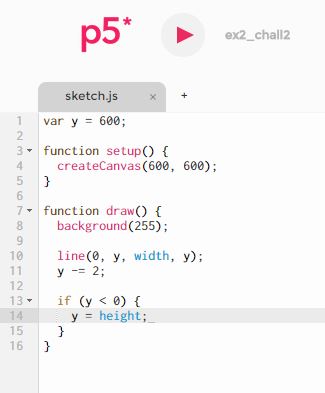 p5* ex2_chall2
sketch.js × +
1 var y = 600;
2
3 function setup() {
4   createCanvas(600, 600);
5 }
6
7 function draw() {
8   background(255);
9
10   line(0, y, width, y);
11   y -= 2;
12
13   if (y < 0) {
14     y = height;_
15   }
16 }